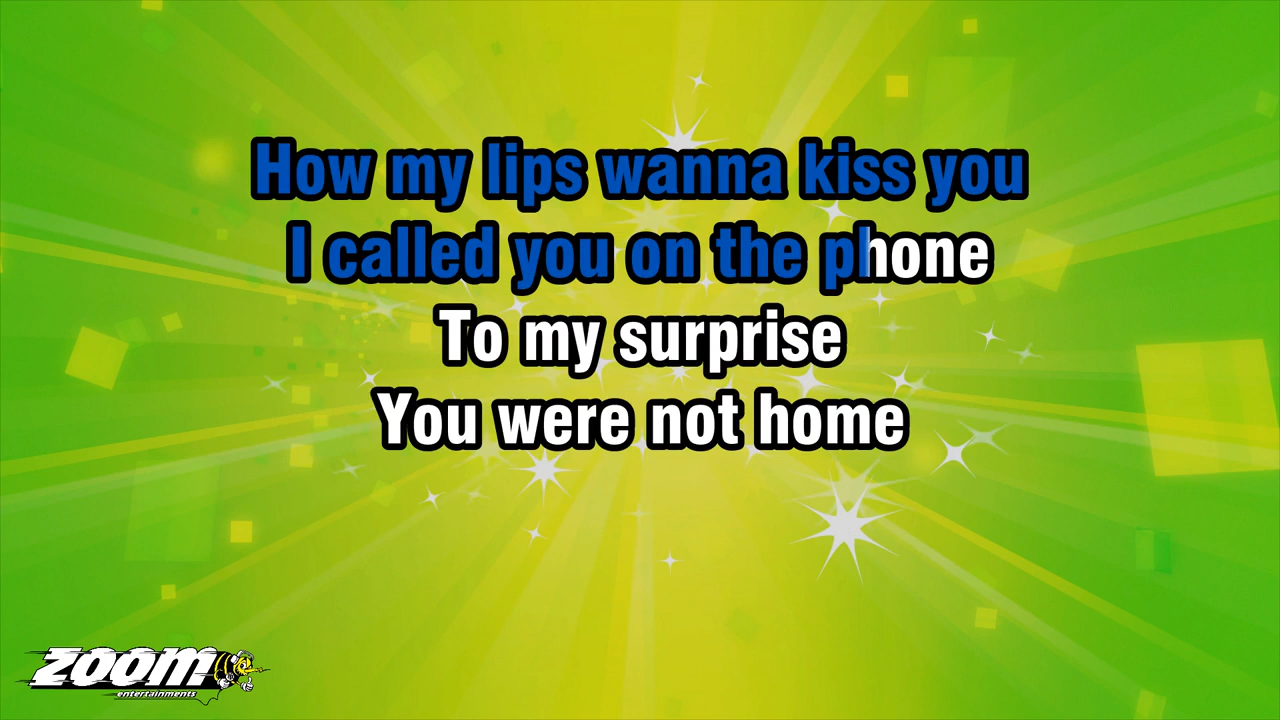 How my lips wanna kiss you
I called you on the phone
To my surprise
You were not home
zoom
entertainments